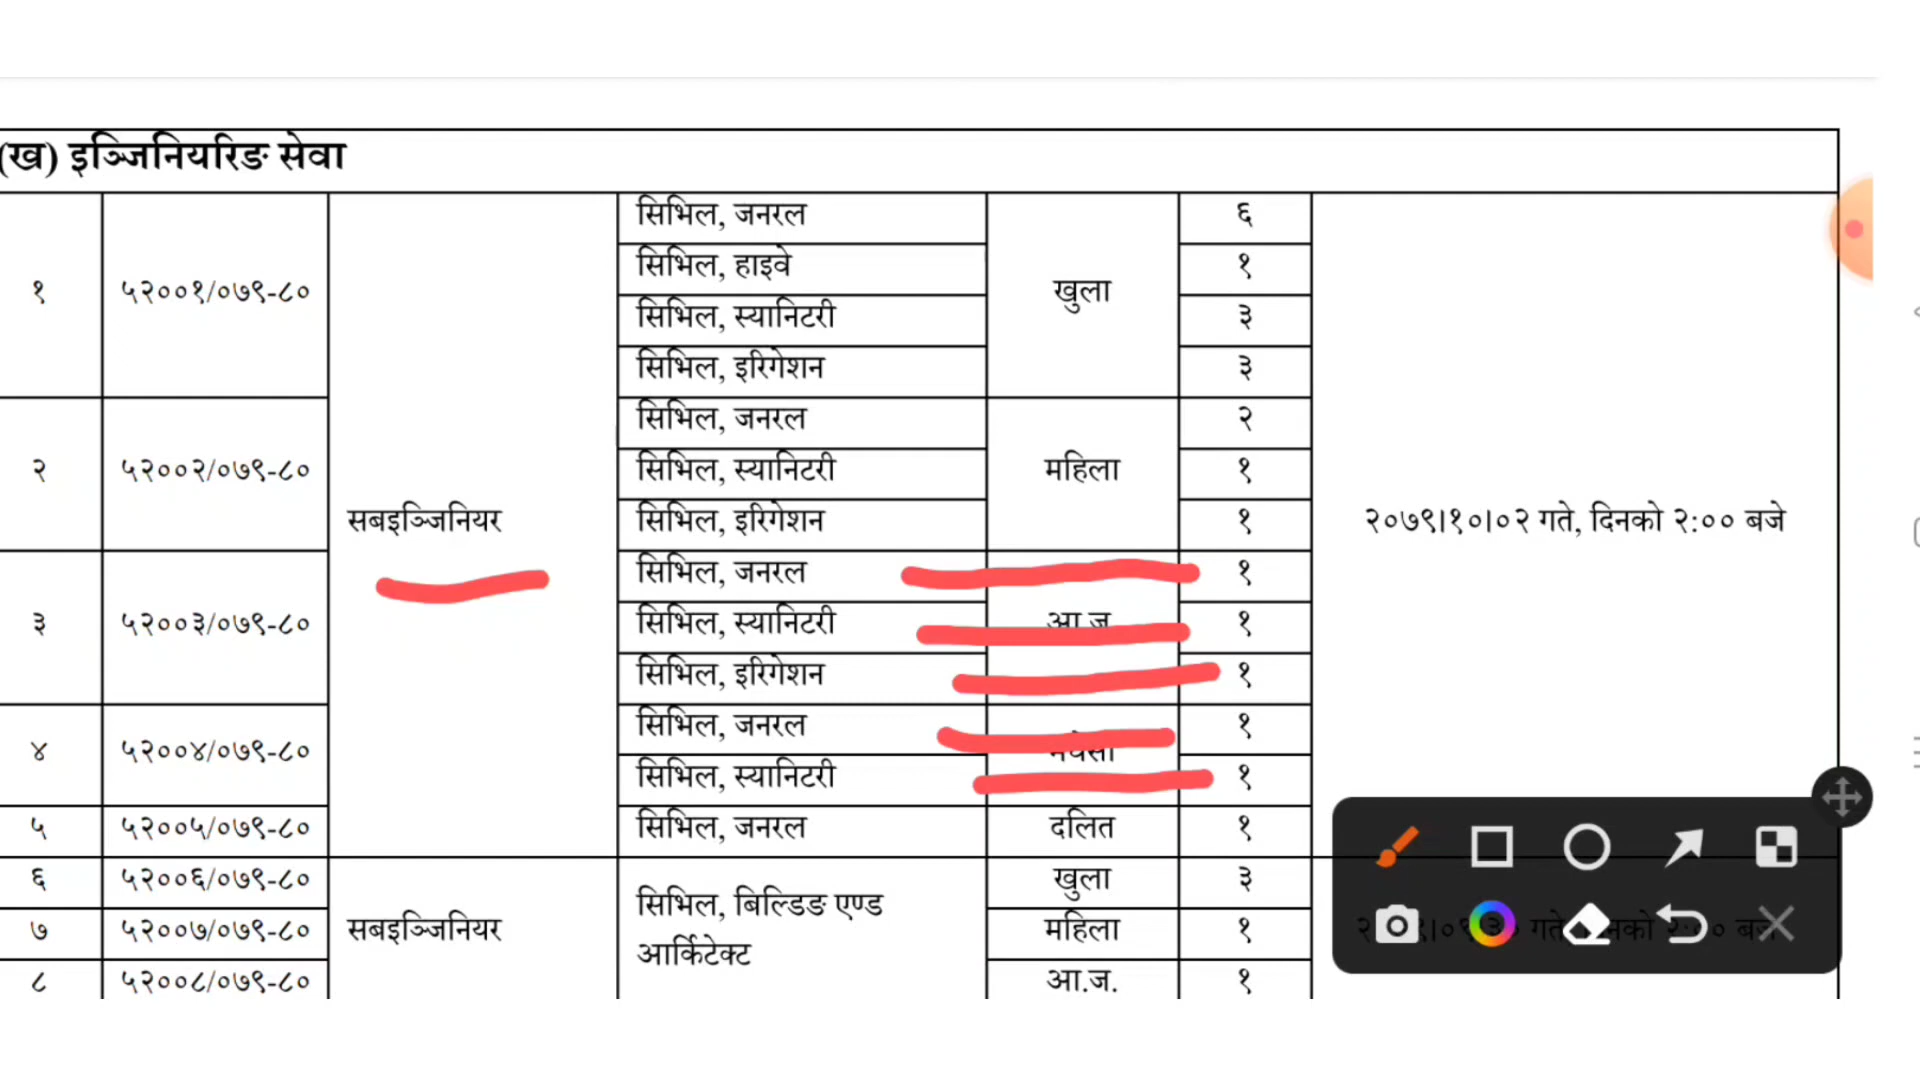 (ख) इञ्जिनियरिङ सेवा
१ ५२००१/०७९-८० सबइञ्जिनियर सिभिल, जनरल खुला ६ २०७९।१०।०२ गते, दिनको २:०० बजे
सिभिल, हाइवे १
सिभिल, स्यानिटरी ३
सिभिल, इरिगेशन ३
२ ५२००२/०७९-८० सिभिल, जनरल महिला २
सिभिल, स्यानिटरी १
सिभिल, इरिगेशन १
३ ५२००३/०७९-८० सिभिल, जनरल आ.ज १
सिभिल, स्यानिटरी १
सिभिल, इरिगेशन १
४ ५२००४/०७९-८० सिभिल, जनरल १
सिभिल, स्यानिटरी १
५ ५२००५/०७९-८० सिभिल, जनरल दलित १
६ ५२००६/०७९-८० सबइञ्जिनियर सिभिल, बिल्डिङ एण्ड खुला ३
आर्किटेक्ट
७ ५२००७/०७९-८० महिला १
८ ५२००८/०७९-८० आ.ज. १